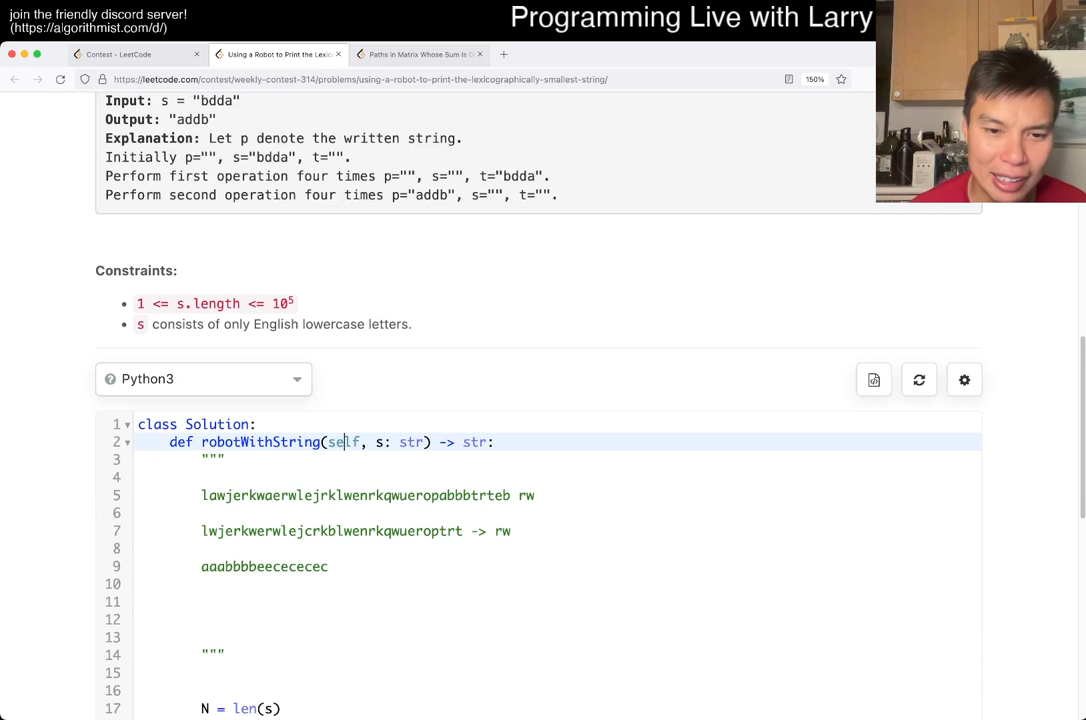 join the friendly discord server!
(https://algorithmist.com/d/)
Programming Live with Larry
Contest - LeetCode
Using a Robot to Print the Lexic
Paths in Matrix Whose Sum Is D
https://leetcode.com/contest/weekly-contest-314/problems/using-a-robot-to-print-the-lexicographically-smallest-string/
150%
Input: s = "bdda"
Output: "addb"
Explanation: Let p denote the written string.
Initially p="", s="bdda", t="".
Perform first operation four times p="", s="", t="bdda".
Perform second operation four times p="addb", s="", t="".
Constraints:
1 <= s.length <= 10⁵
s consists of only English lowercase letters.
Python3
1 class Solution:
2 def robotWithString(self, s: str) -> str:
3 """
4
5 lawjerkwaerwlejrklwenrkqwueropabbbtrteb rw
6
7 lwjerkwerwlejcrkblwenrkqwueroptrt -> rw
8
9 aaabbbbeecececec
10
11
12
13
14 """
15
16
17 N = len(s)